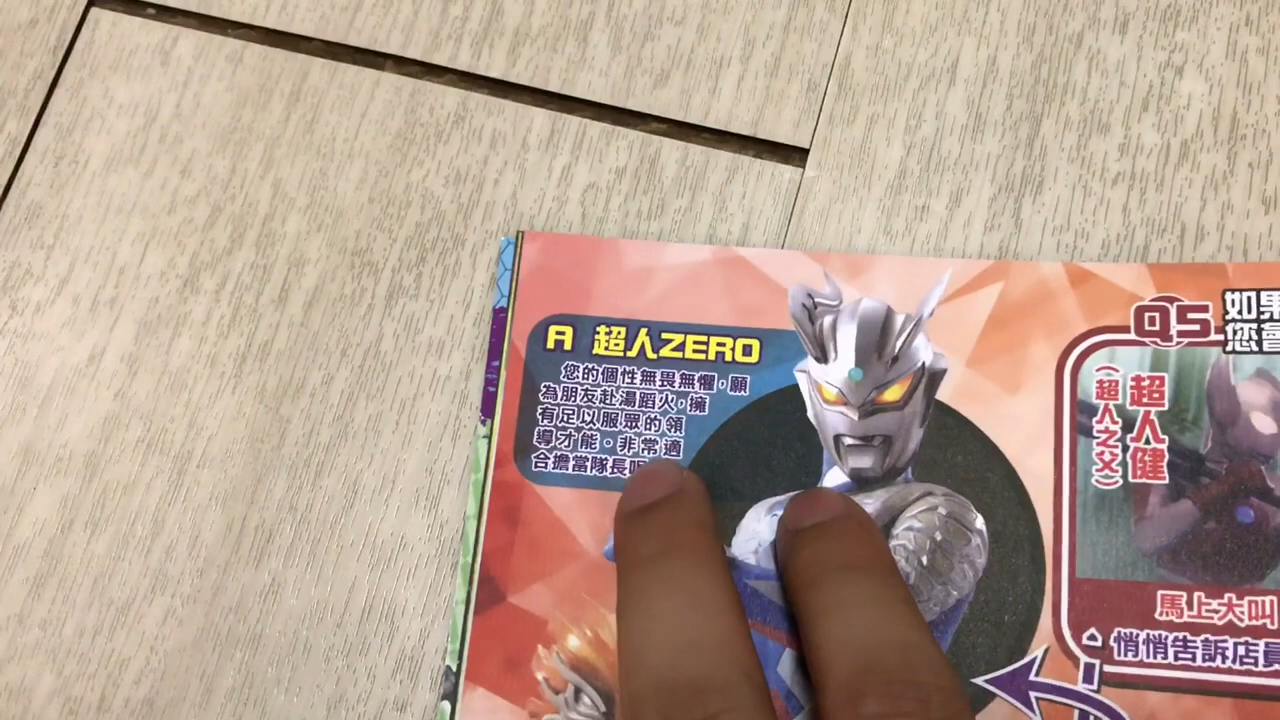 A 超人ZERO
您的個性無畏無懼，願
為朋友赴湯蹈火，擁
有足以服眾的領
導才能。非常適
合擔當隊長呢
Q5
如果
您會
超人健
（超人之父）
馬上大叫
悄悄告訴店員